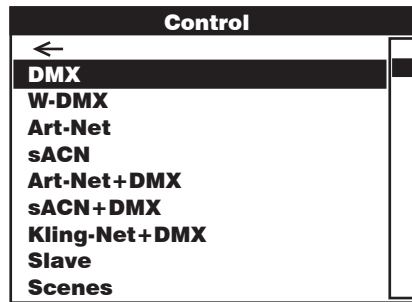 Control
←
DMX
W-DMX
Art-Net
sACN
Art-Net+DMX
sACN+DMX
Kling-Net+DMX
Slave
Scenes